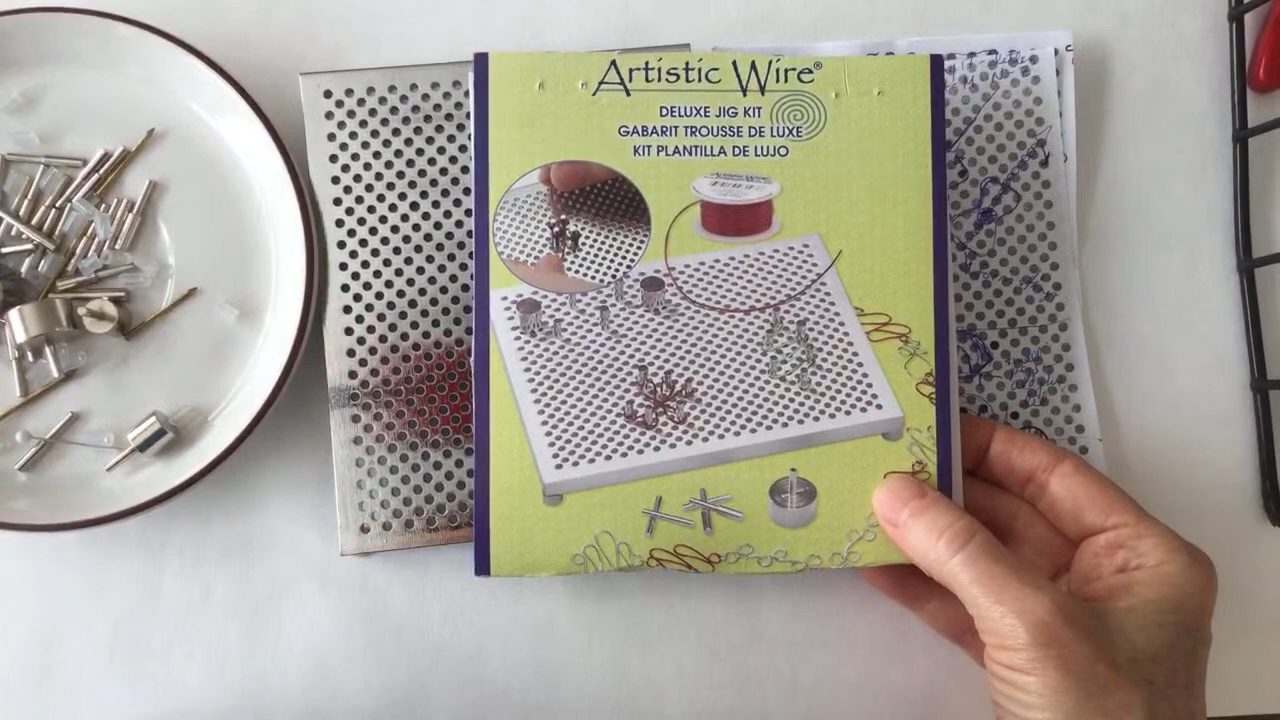 Artistic Wire®
DELUXE JIG KIT
GABARIT TROUSSE DE LUXE
KIT PLANTILLA DE LUJO
Artistic Wire